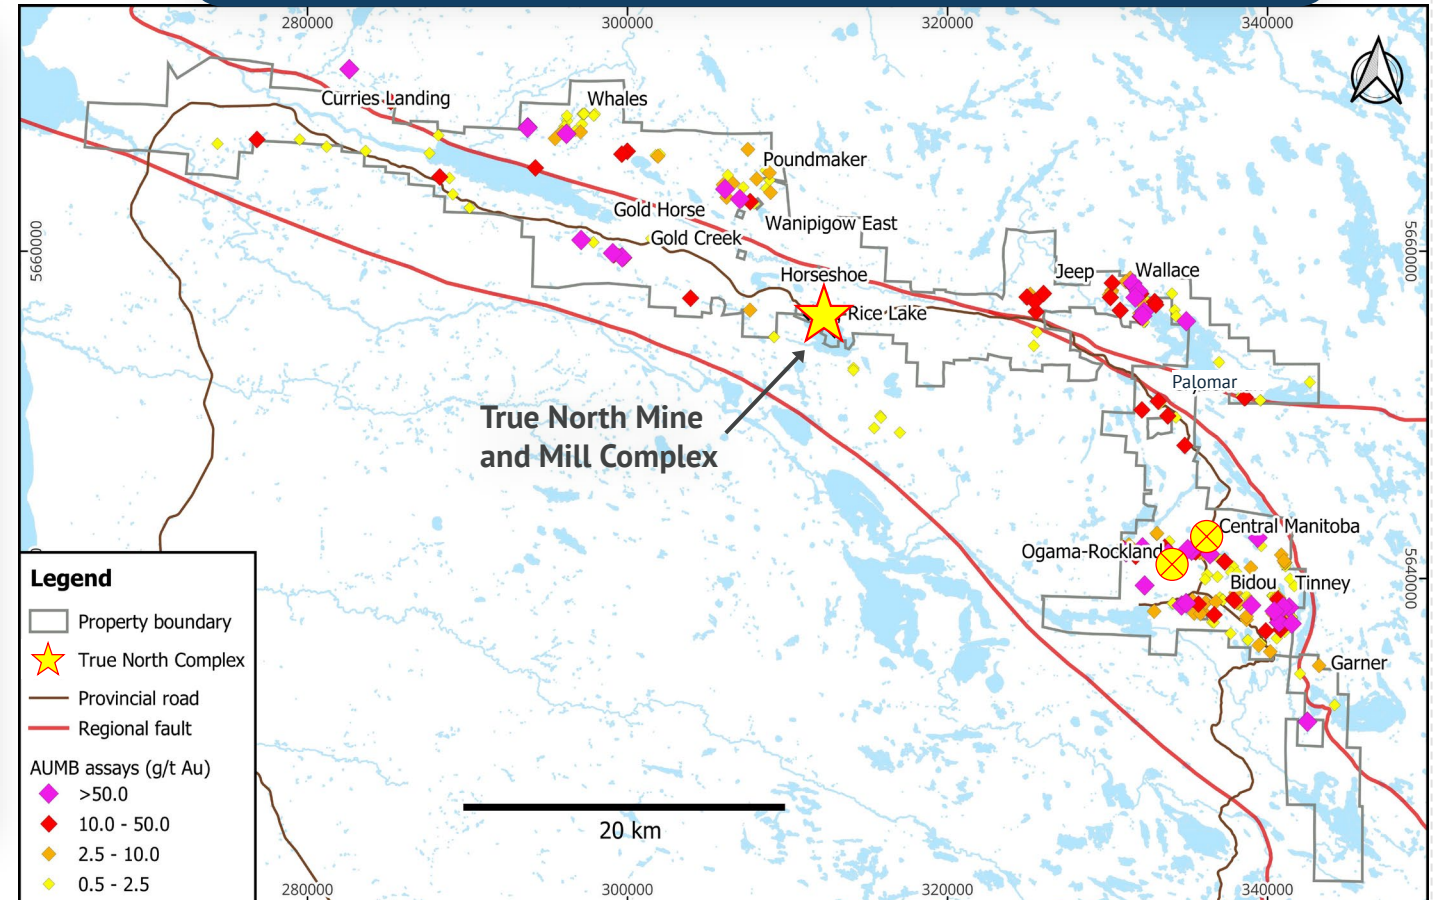 280000
300000
320000
340000
Curries Landing
Whales
Poundmaker
Gold Horse
Wanipigow East
Gold Creek
5660000
5660000
Horseshoe
Jeep
Wallace
Rice Lake
Palomar
True North Mine
and Mill Complex
Central Manitoba
Ogama-Rockland
Bidou
Tinney
5640000
Garner
Legend
Property boundary
True North Complex
Provincial road
Regional fault
AUMB assays (g/t Au)
>50.0
10.0 - 50.0
2.5 - 10.0
0.5 - 2.5
20 km
280000
300000
320000
340000